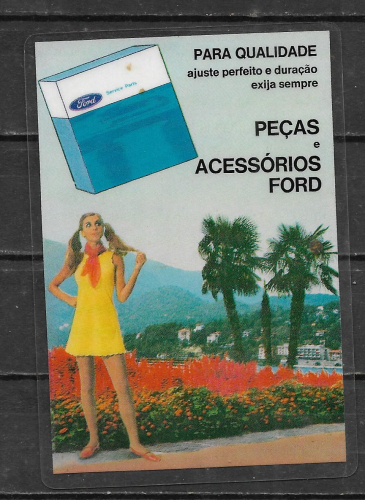 PARA QUALIDADE
ajuste perfeito e duração
exija sempre
PEÇAS
e
ACESSÓRIOS
FORD
Ford Service Parts